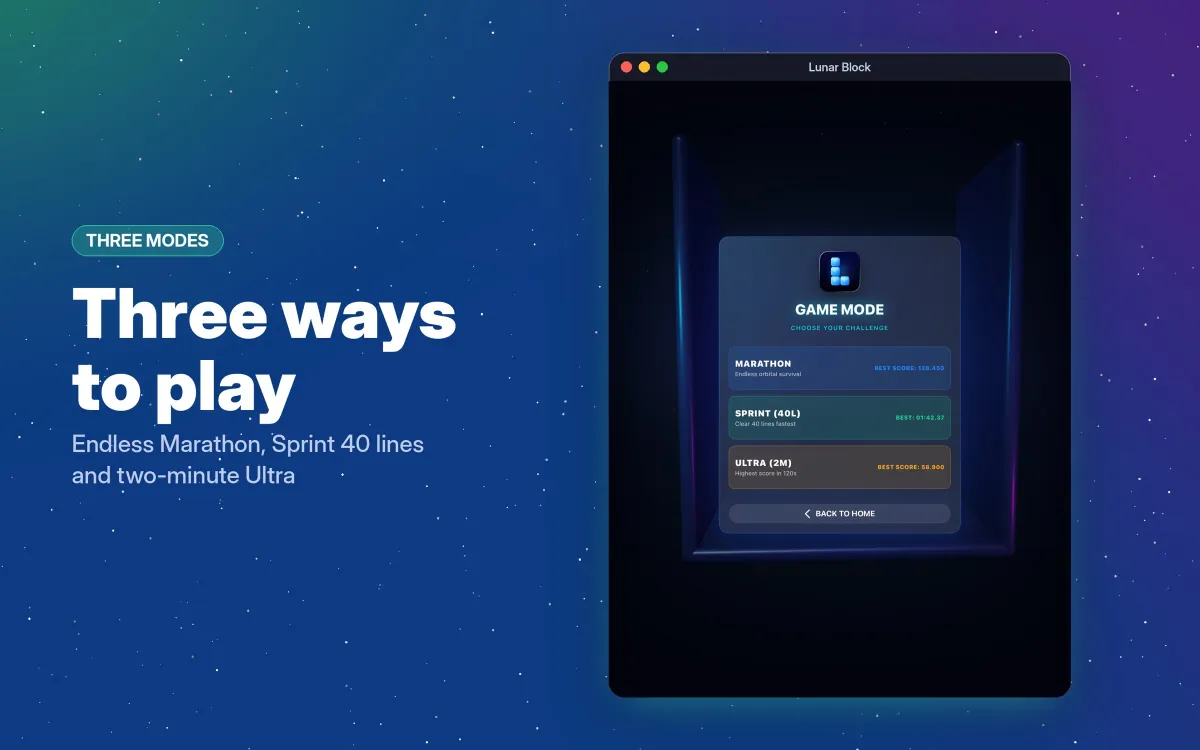 THREE MODES
Three ways
to play
Endless Marathon, Sprint 40 lines
and two-minute Ultra
Lunar Block
GAME MODE
CHOOSE YOUR CHALLENGE
MARATHON
Endless orbital survival
BEST SCORE: 128.450
SPRINT (40L)
Clear 40 lines fastest
BEST: 01:42.37
ULTRA (2M)
Highest score in 120s
BEST SCORE: 58.900
BACK TO HOME